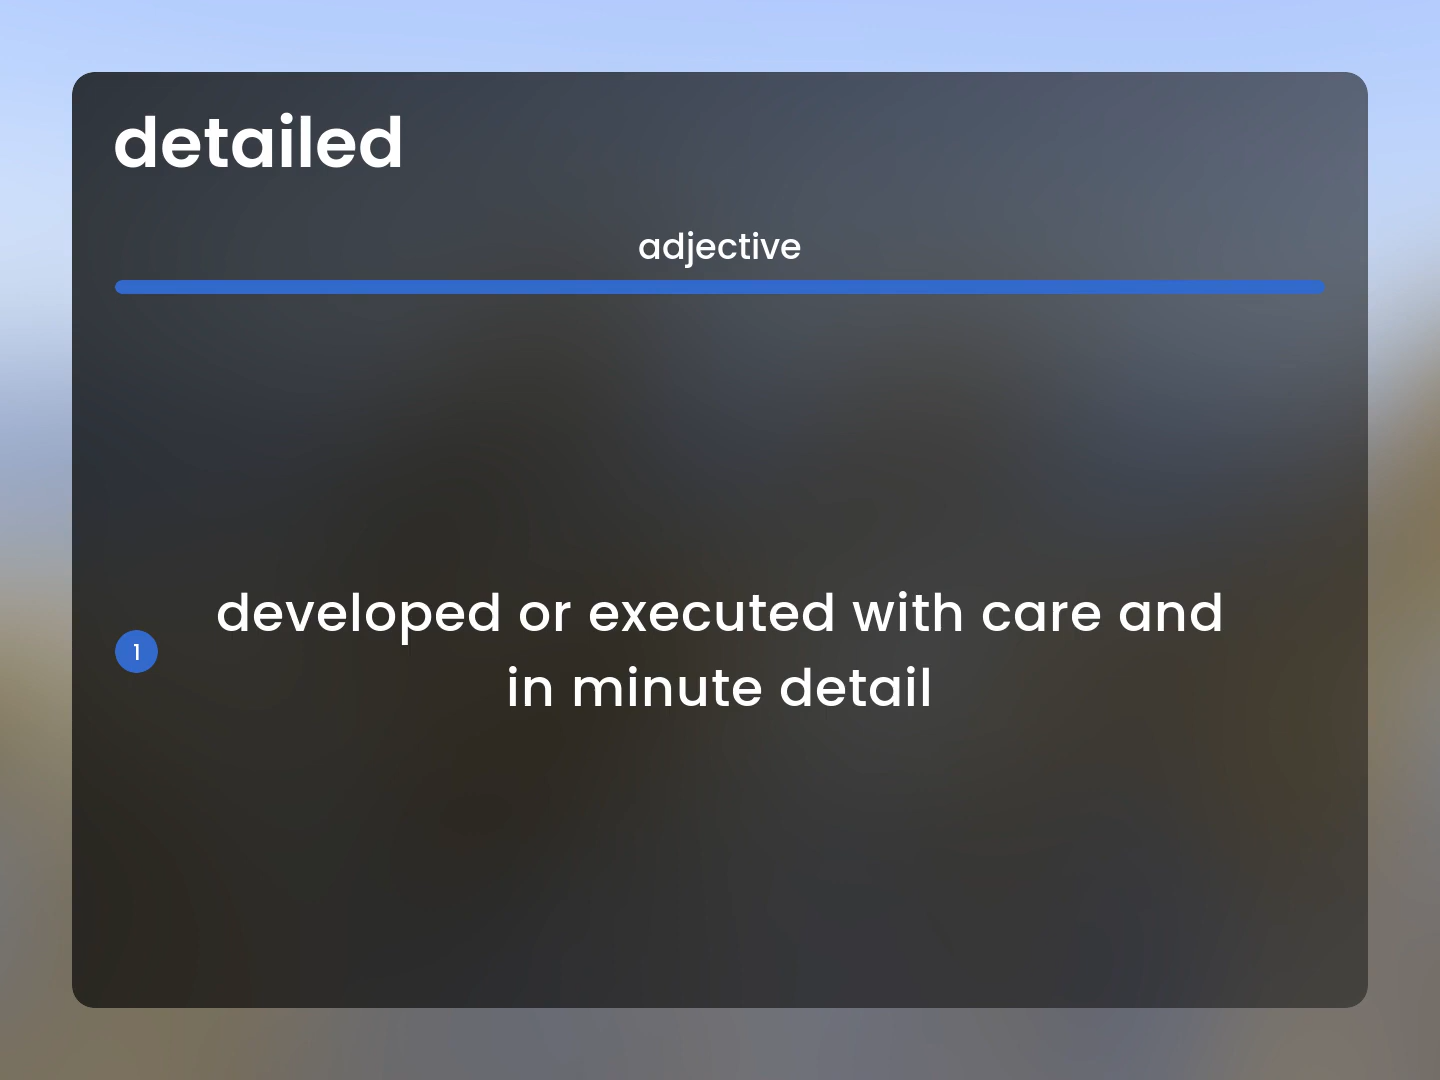 detailed
adjective
1
developed or executed with care and
in minute detail